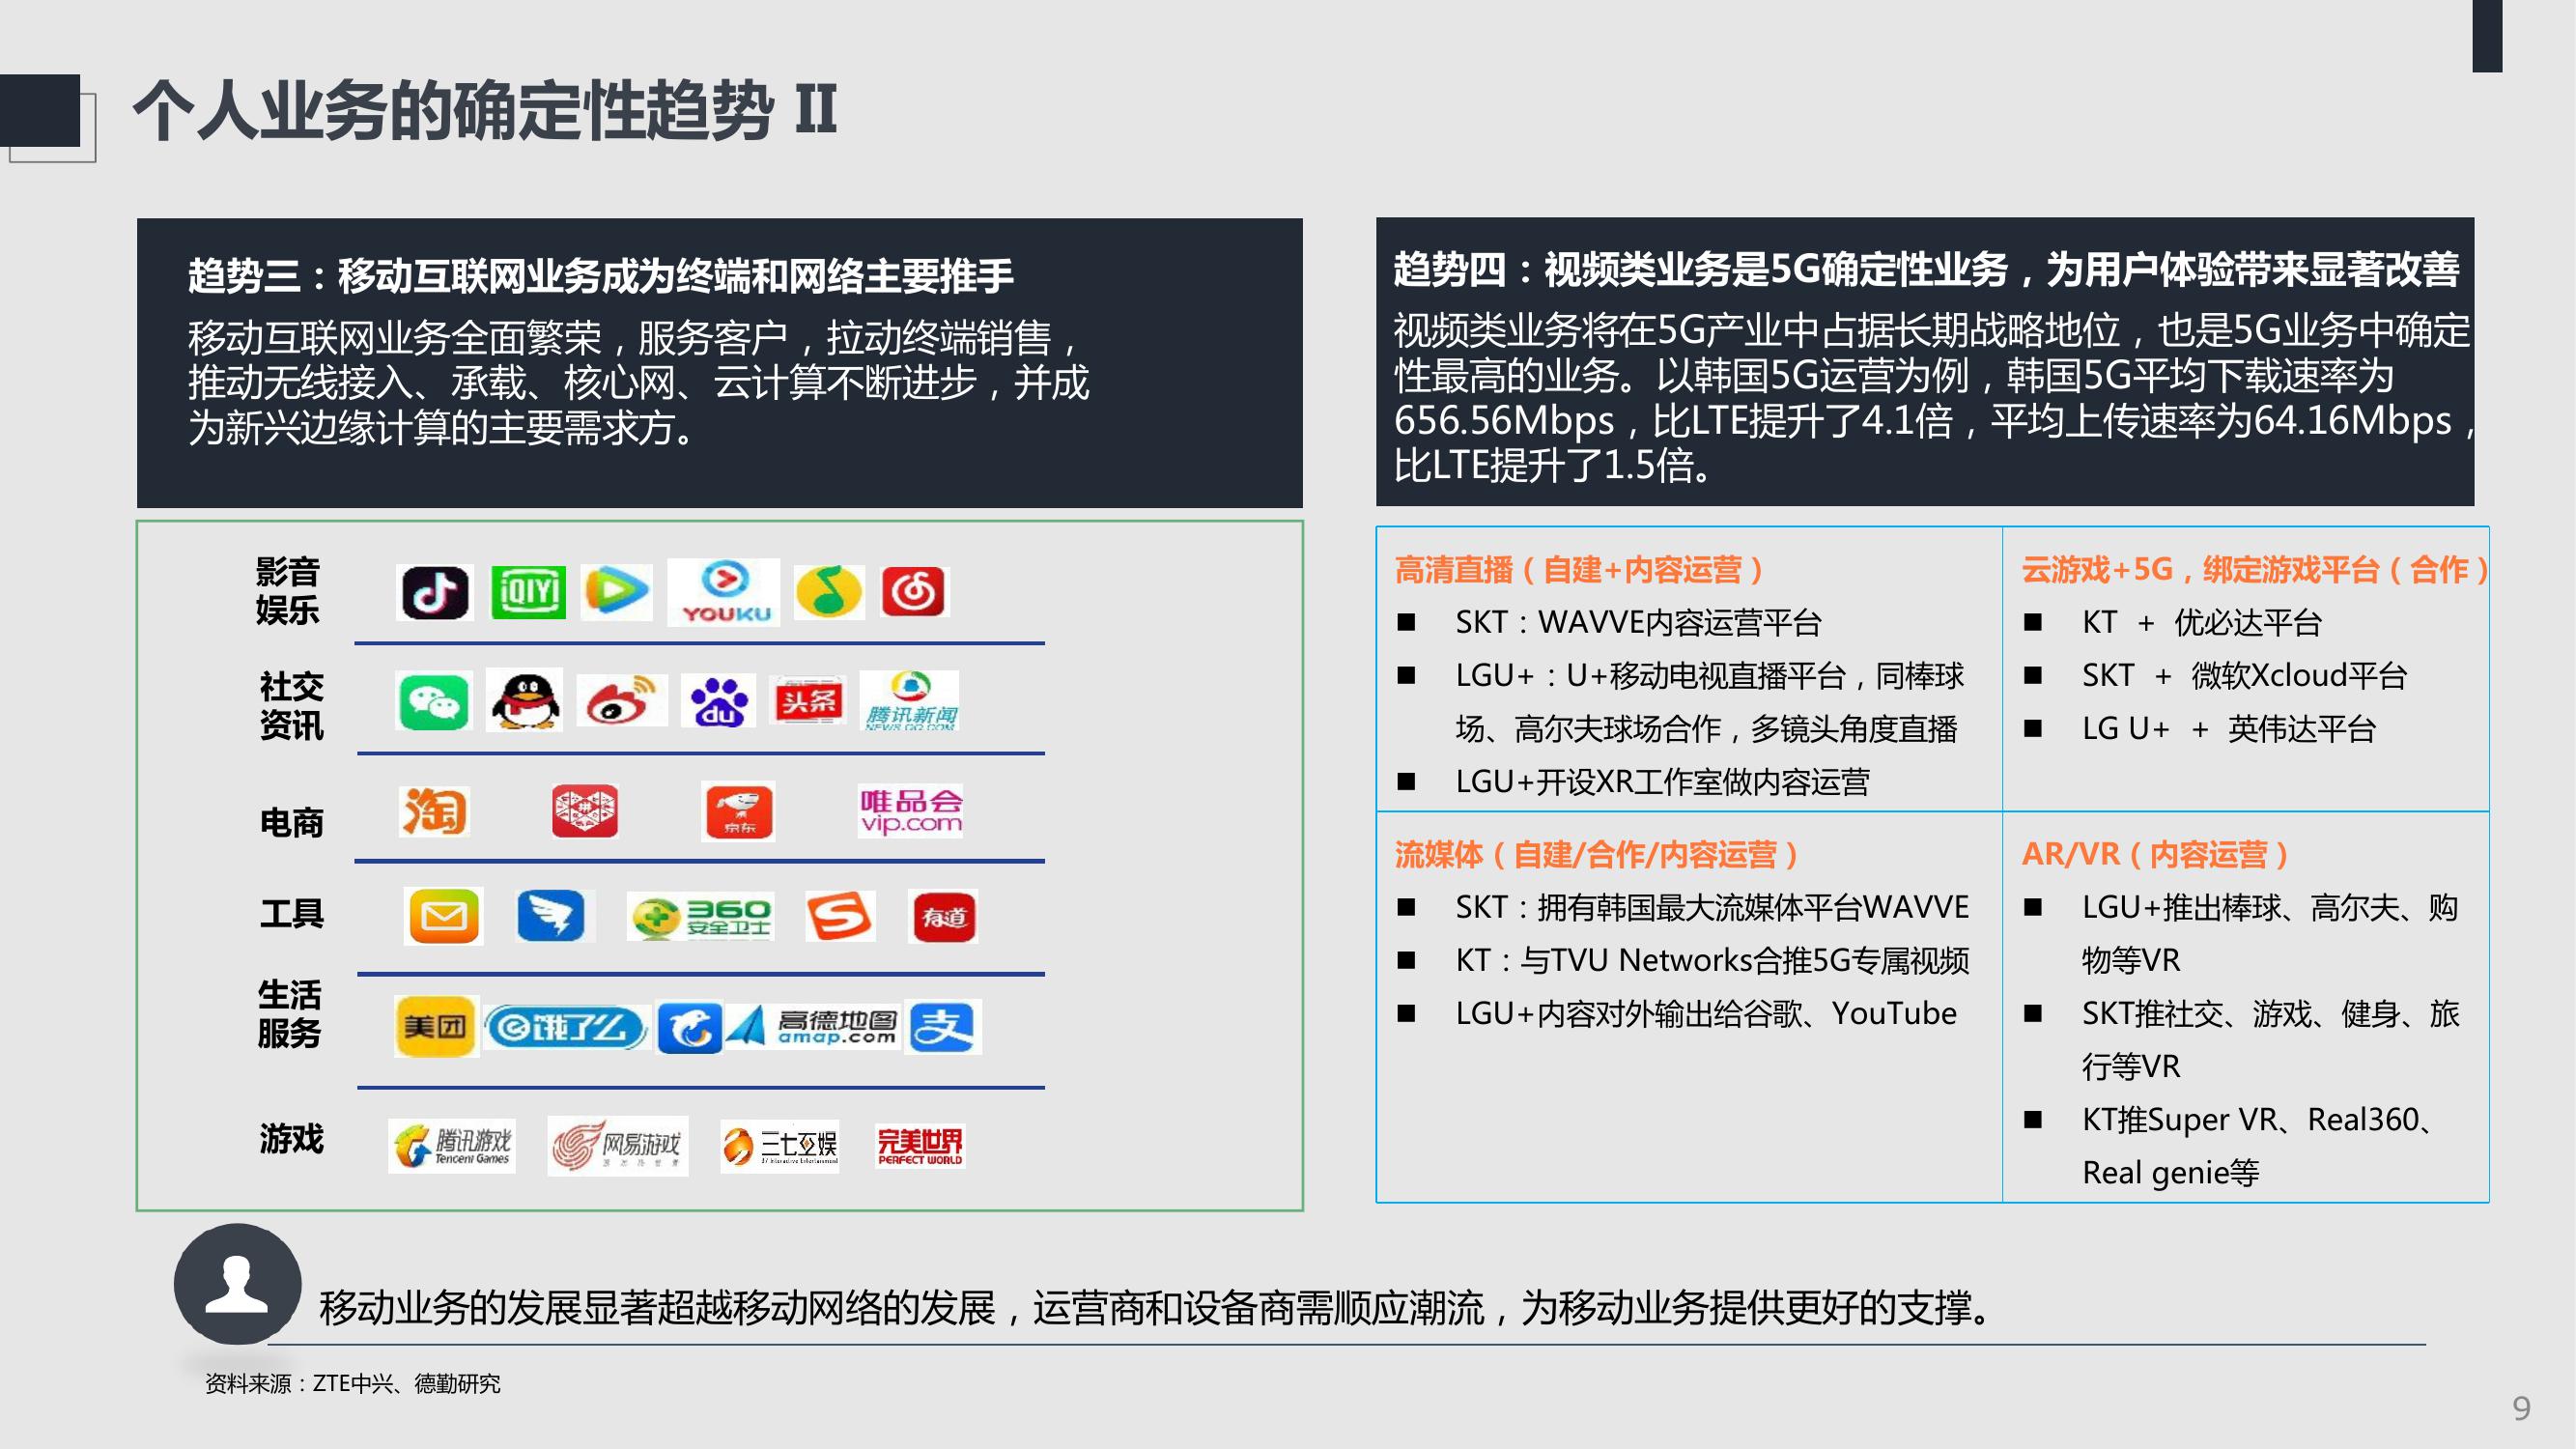 个人业务的确定性趋势 II
趋势三：移动互联网业务成为终端和网络主要推手
移动互联网业务全面繁荣，服务客户，拉动终端销售，
推动无线接入、承载、核心网、云计算不断进步，并成
为新兴边缘计算的主要需求方。
影音
娱乐
iQIYI
YOUKU
社交
资讯
du
头条
腾讯新闻
NEWS.QQ.COM
电商
淘
拼
京东
唯品会
vip.com
工具
360
安全卫士
S
有道
生活
服务
美团
饿了么
高德地图
amap.com
支
游戏
腾讯游戏
Tencent Games
网易游戏
三七互娱
37 Interactive Entertainment
完美世界
PERFECT WORLD
趋势四：视频类业务是5G确定性业务，为用户体验带来显著改善
视频类业务将在5G产业中占据长期战略地位，也是5G业务中确定
性最高的业务。以韩国5G运营为例，韩国5G平均下载速率为
656.56Mbps，比LTE提升了4.1倍，平均上传速率为64.16Mbps，
比LTE提升了1.5倍。
高清直播（自建+内容运营）
■ SKT：WAVVE内容运营平台
■ LGU+：U+移动电视直播平台，同棒球
场、高尔夫球场合作，多镜头角度直播
■ LGU+开设XR工作室做内容运营
云游戏+5G，绑定游戏平台（合作）
■ KT + 优必达平台
■ SKT + 微软Xcloud平台
■ LG U+ + 英伟达平台
流媒体（自建/合作/内容运营）
■ SKT：拥有韩国最大流媒体平台WAVVE
■ KT：与TVU Networks合推5G专属视频
■ LGU+内容对外输出给谷歌、YouTube
AR/VR（内容运营）
■ LGU+推出棒球、高尔夫、购
物等VR
■ SKT推社交、游戏、健身、旅
行等VR
■ KT推Super VR、Real360、
Real genie等
移动业务的发展显著超越移动网络的发展，运营商和设备商需顺应潮流，为移动业务提供更好的支撑。
资料来源：ZTE中兴、德勤研究
9